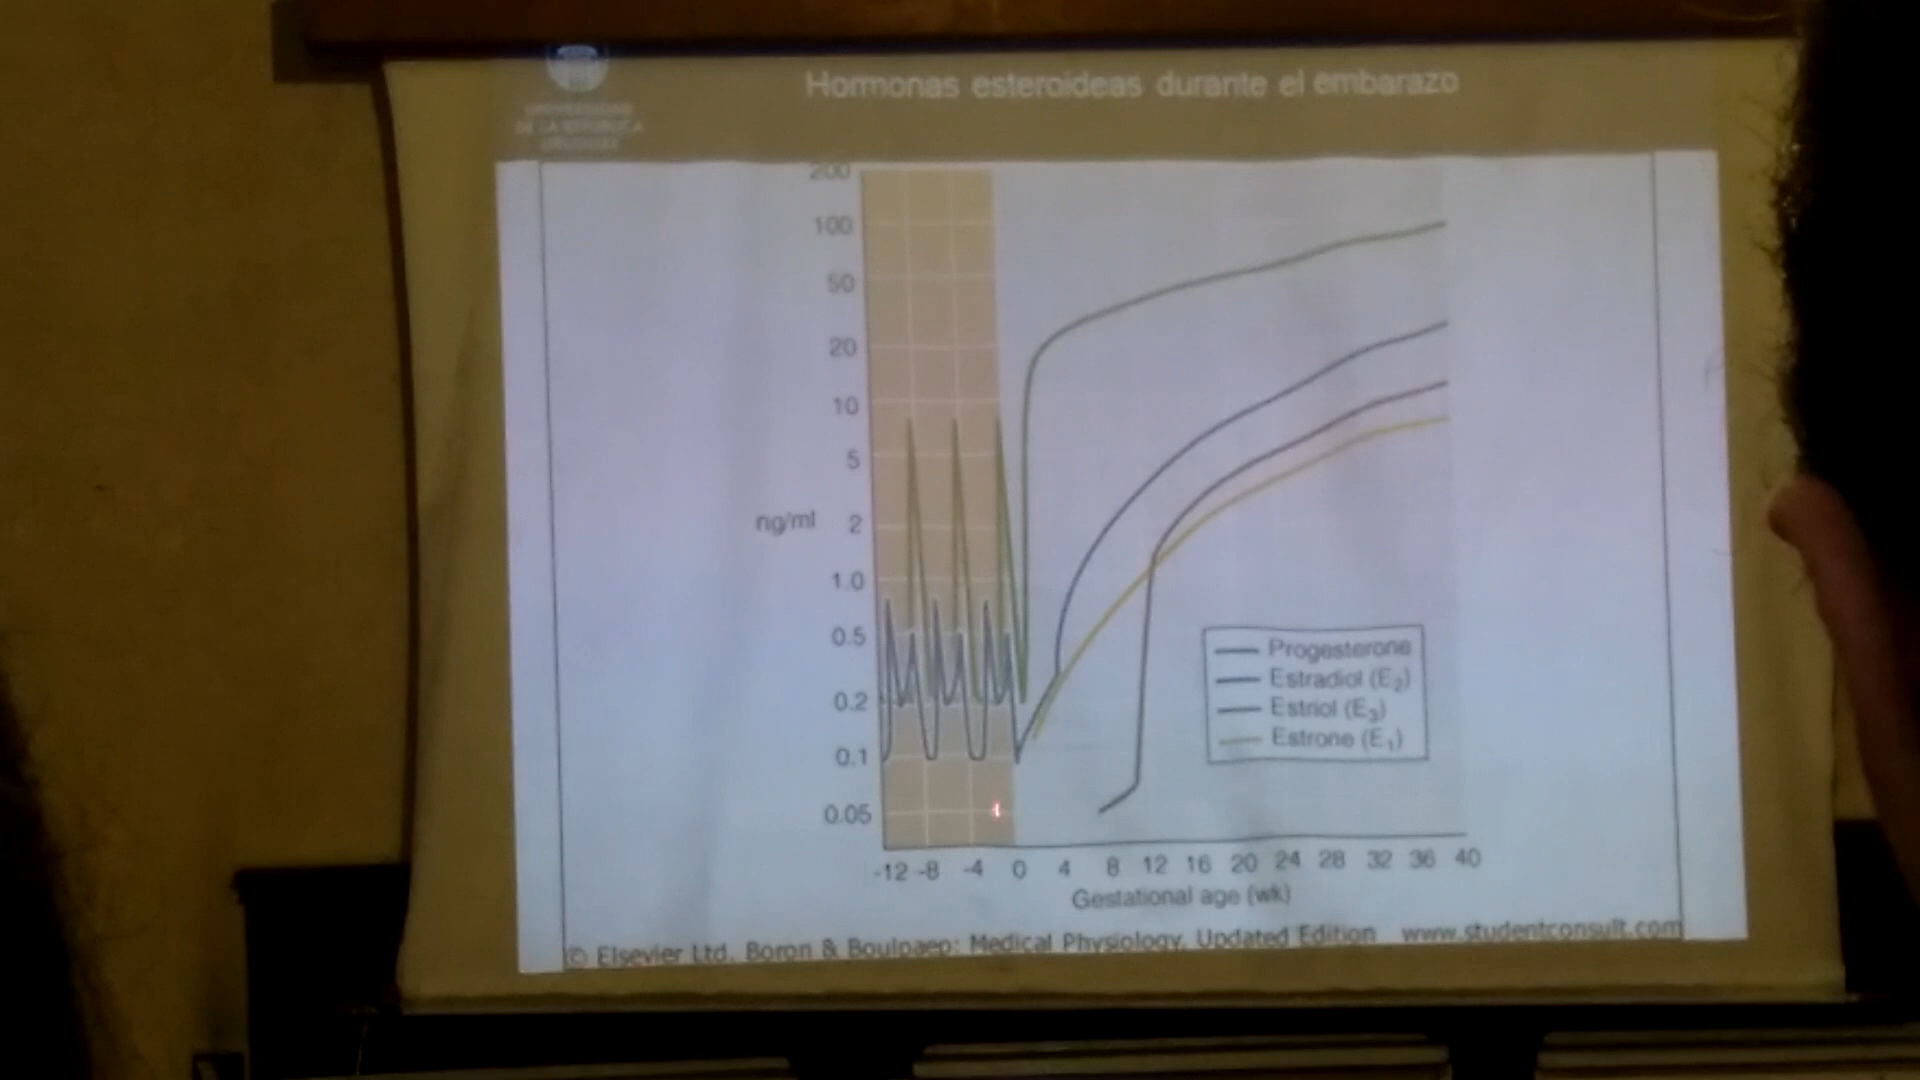 UNIVERSIDAD
DE LA REPÚBLICA
URUGUAY
Hormonas esteroideas durante el embarazo
200
100
50
20
10
5
ng/ml 2
1.0
0.5
0.2
0.1
0.05
Progesterone
Estradiol (E2)
Estriol (E3)
Estrone (E1)
-12 -8 -4 0 4 8 12 16 20 24 28 32 36 40
Gestational age (wk)
© Elsevier Ltd. Boron & Boulpaep: Medical Physiology, Updated Edition www.studentconsult.com